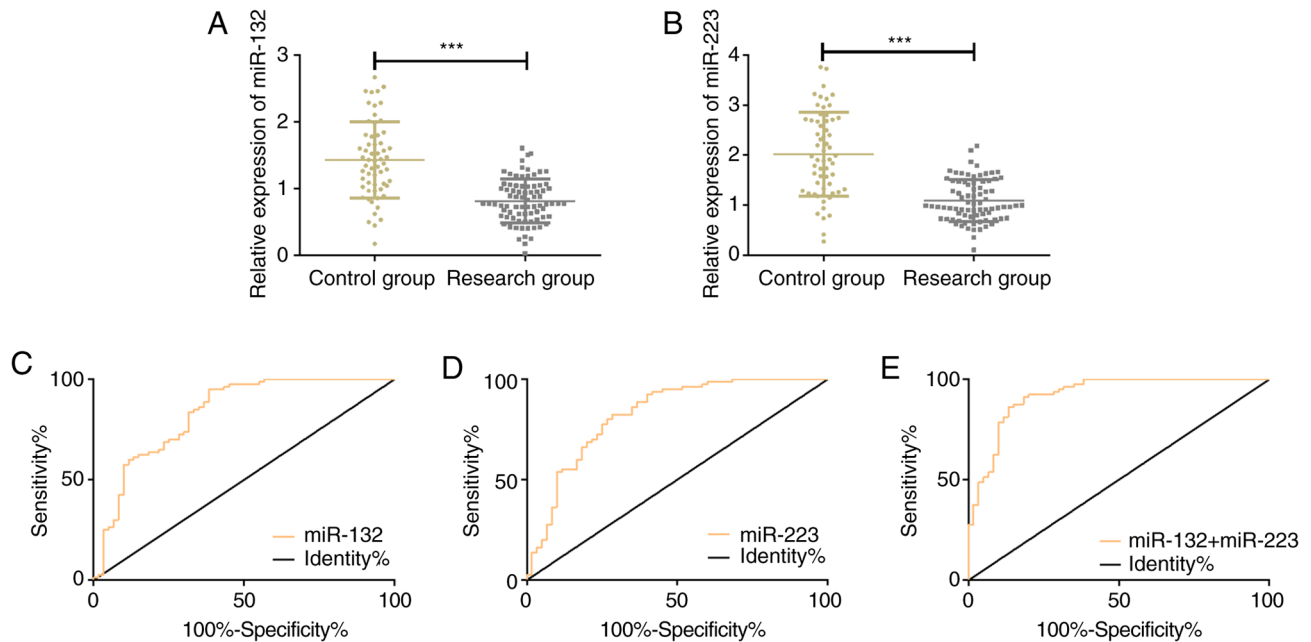 A
Relative expression of miR-132
3
2
1
0
***
Control group
Research group
B
Relative expression of miR-223
4
3
2
1
0
***
Control group
Research group
C
Sensitivity%
100
50
0
miR-132
Identity%
0
50
100
100%-Specificity%
D
Sensitivity%
100
50
0
miR-223
Identity%
0
50
100
100%-Specificity%
E
Sensitivity%
100
50
0
miR-132+miR-223
Identity%
0
50
100
100%-Specificity%